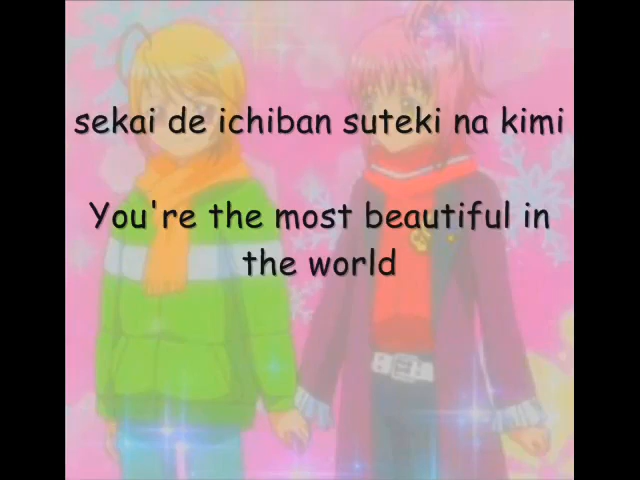 sekai de ichiban suteki na kimi
You're the most beautiful in
the world